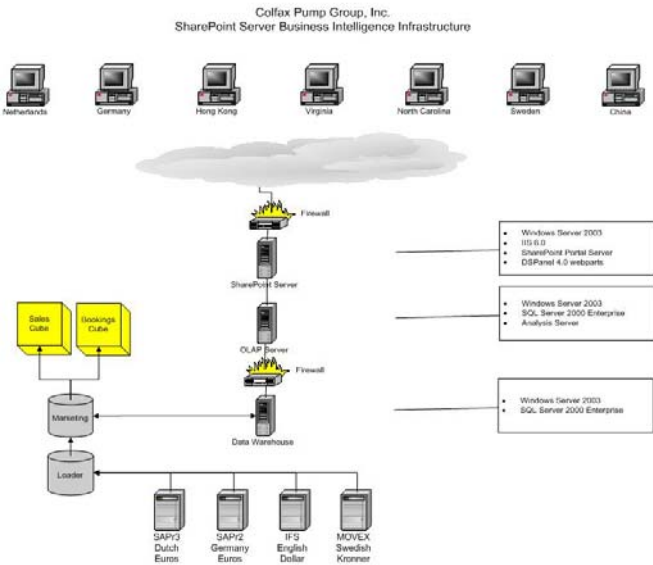 Colfax Pump Group, Inc.
SharePoint Server Business Intelligence Infrastructure
Netherlands
Germany
Hong Kong
Virginia
North Carolina
Sweden
China
Firewall
SharePoint Server
• Windows Server 2003
• IIS 6.0
• SharePoint Portal Server
• DSPanel 4.0 webparts
Sales
Cube
Bookings
Cube
OLAP Server
• Windows Server 2003
• SQL Server 2000 Enterprise
• Analysis Server
Firewall
Marketing
Data Warehouse
• Windows Server 2003
• SQL Server 2000 Enterprise
Loader
SAPr3
Dutch
Euros
SAPr2
Germany
Euros
IFS
English
Dollar
MOVEX
Swedish
Kronner